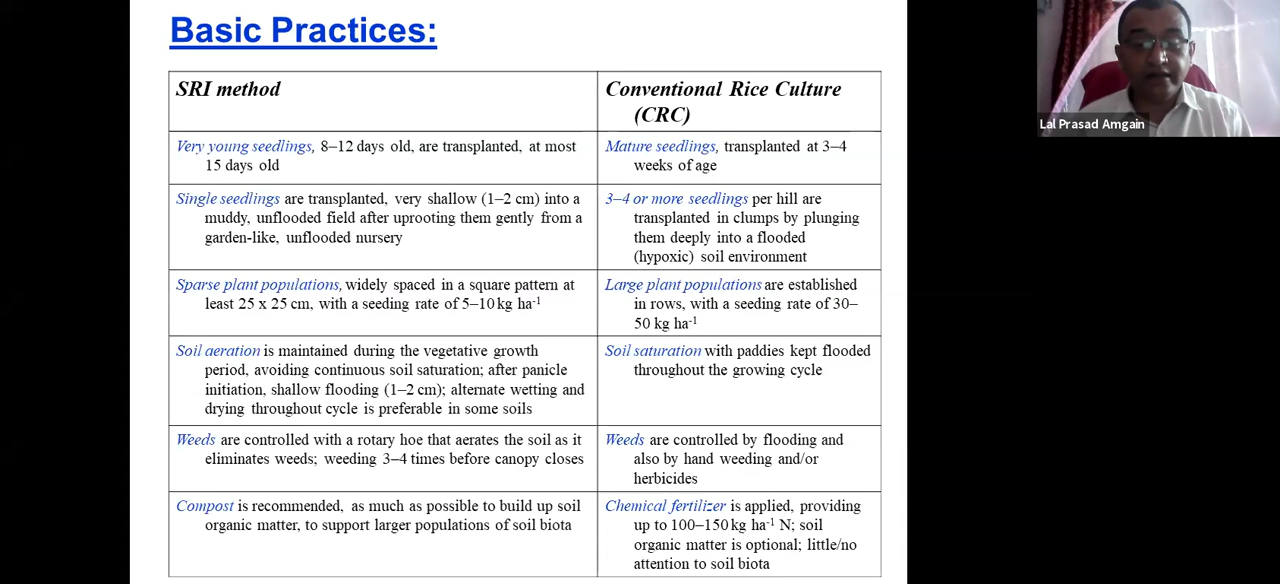 Basic Practices:
SRI method
Conventional Rice Culture
(CRC)
Very young seedlings, 8–12 days old, are transplanted, at most
15 days old
Mature seedlings, transplanted at 3–4
weeks of age
Single seedlings are transplanted, very shallow (1–2 cm) into a
muddy, unflooded field after uprooting them gently from a
garden-like, unflooded nursery
3–4 or more seedlings per hill are
transplanted in clumps by plunging
them deeply into a flooded
(hypoxic) soil environment
Sparse plant populations, widely spaced in a square pattern at
least 25 x 25 cm, with a seeding rate of 5–10 kg ha-1
Large plant populations are established
in rows, with a seeding rate of 30–
50 kg ha-1
Soil aeration is maintained during the vegetative growth
period, avoiding continuous soil saturation; after panicle
initiation, shallow flooding (1–2 cm); alternate wetting and
drying throughout cycle is preferable in some soils
Soil saturation with paddies kept flooded
throughout the growing cycle
Weeds are controlled with a rotary hoe that aerates the soil as it
eliminates weeds; weeding 3–4 times before canopy closes
Weeds are controlled by flooding and
also by hand weeding and/or
herbicides
Compost is recommended, as much as possible to build up soil
organic matter, to support larger populations of soil biota
Chemical fertilizer is applied, providing
up to 100–150 kg ha-1 N; soil
organic matter is optional; little/no
attention to soil biota
Lal Prasad Amgain